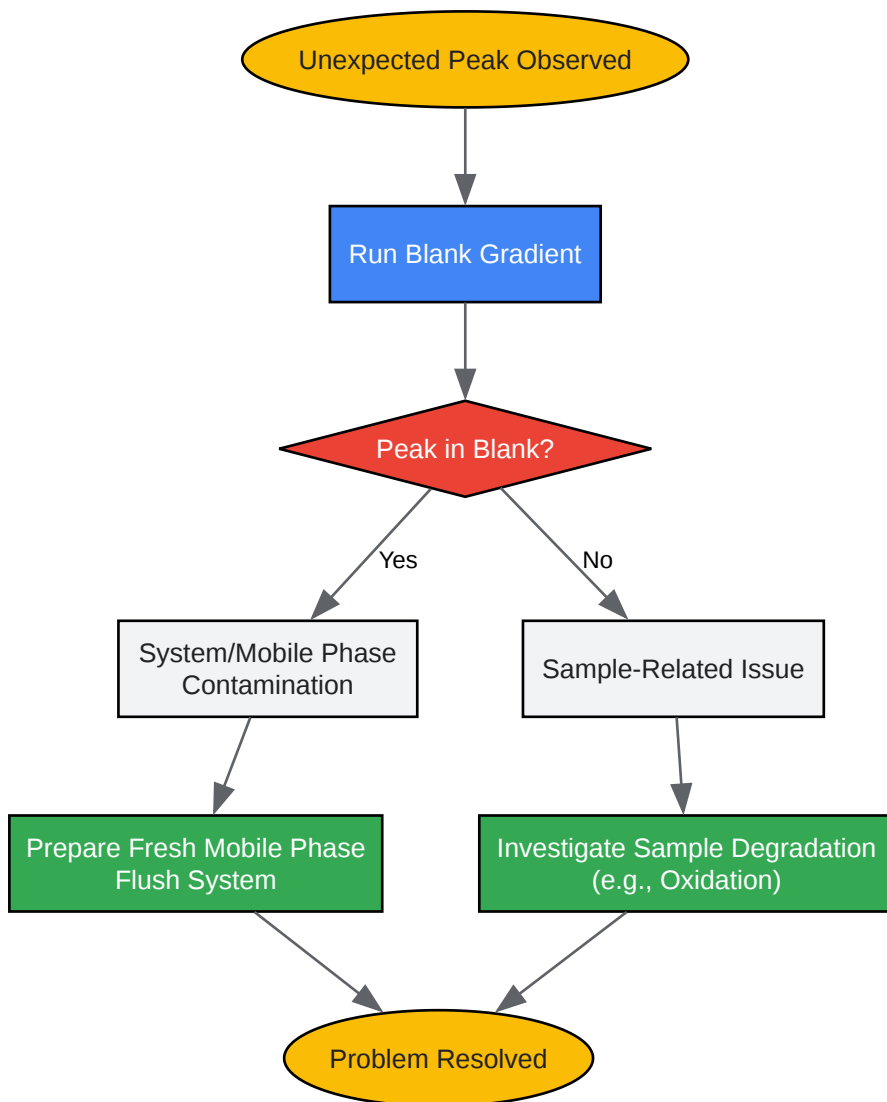 Unexpected Peak Observed
Run Blank Gradient
Peak in Blank?
Yes
No
System/Mobile Phase
Contamination
Sample-Related Issue
Prepare Fresh Mobile Phase
Flush System
Investigate Sample Degradation
(e.g., Oxidation)
Problem Resolved